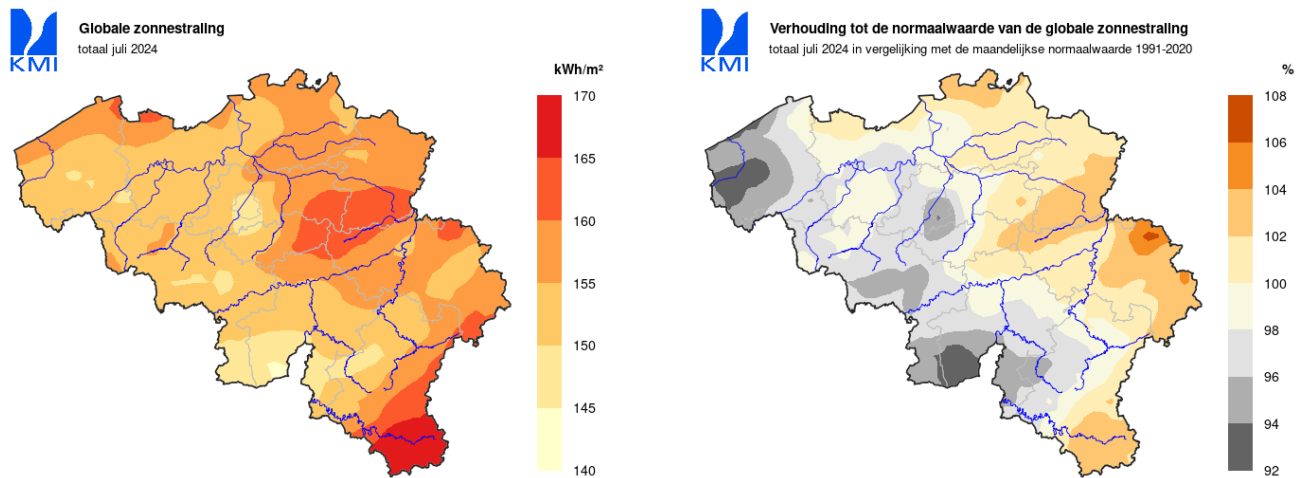 KMI
Globale zonnestraling
totaal juli 2024
kWh/m²
170
165
160
155
150
145
140
KMI
Verhouding tot de normaalwaarde van de globale zonnestraling
totaal juli 2024 in vergelijking met de maandelijkse normaalwaarde 1991-2020
%
108
106
104
102
100
98
96
94
92